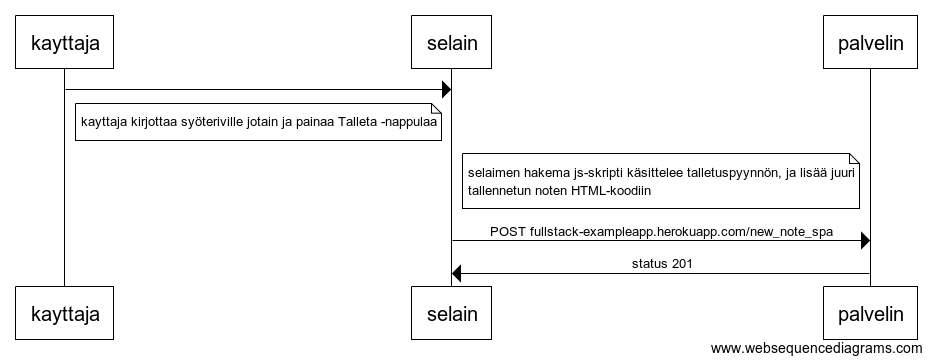 kayttaja
selain
palvelin
kayttaja kirjottaa syöteriville jotain ja painaa Talleta -nappulaa
selaimen hakema js-skripti käsittelee talletuspyynnön, ja lisää juuri
tallennetun noten HTML-koodiin
POST fullstack-exampleapp.herokuapp.com/new_note_spa
status 201
kayttaja
selain
palvelin
www.websequencediagrams.com